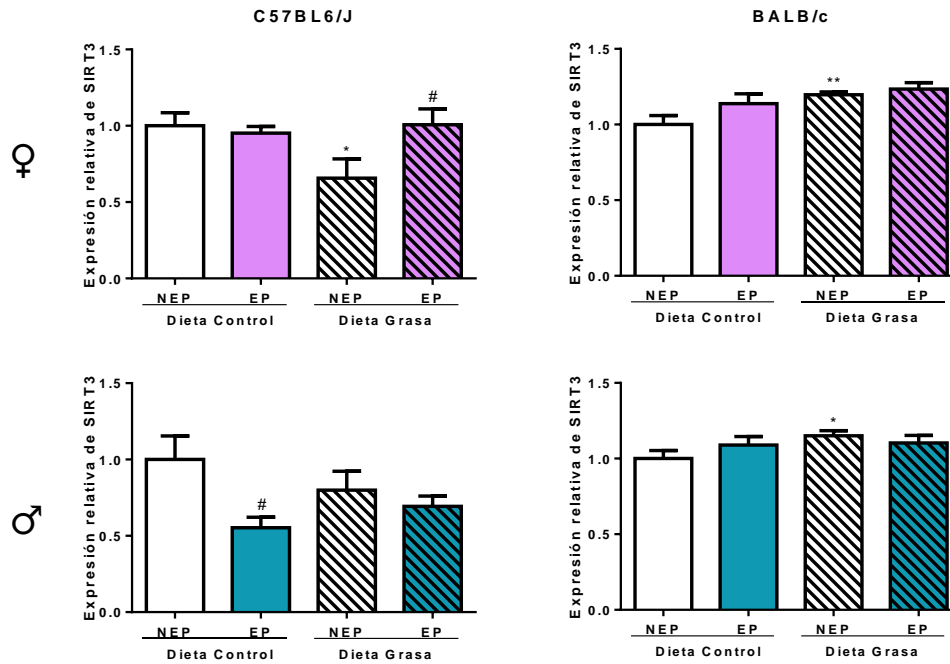 C57BL6/J
BALB/c
♀
Expresión relativa de SIRT3
1.5
1.0
0.5
0.0
*
#
NEP
EP
NEP
EP
Dieta Control
Dieta Grasa
Expresión relativa de SIRT3
1.5
1.0
0.5
0.0
**
NEP
EP
NEP
EP
Dieta Control
Dieta Grasa
♂
Expresión relativa de SIRT3
1.5
1.0
0.5
0.0
#
NEP
EP
NEP
EP
Dieta Control
Dieta Grasa
Expresión relativa de SIRT3
1.5
1.0
0.5
0.0
*
NEP
EP
NEP
EP
Dieta Control
Dieta Grasa